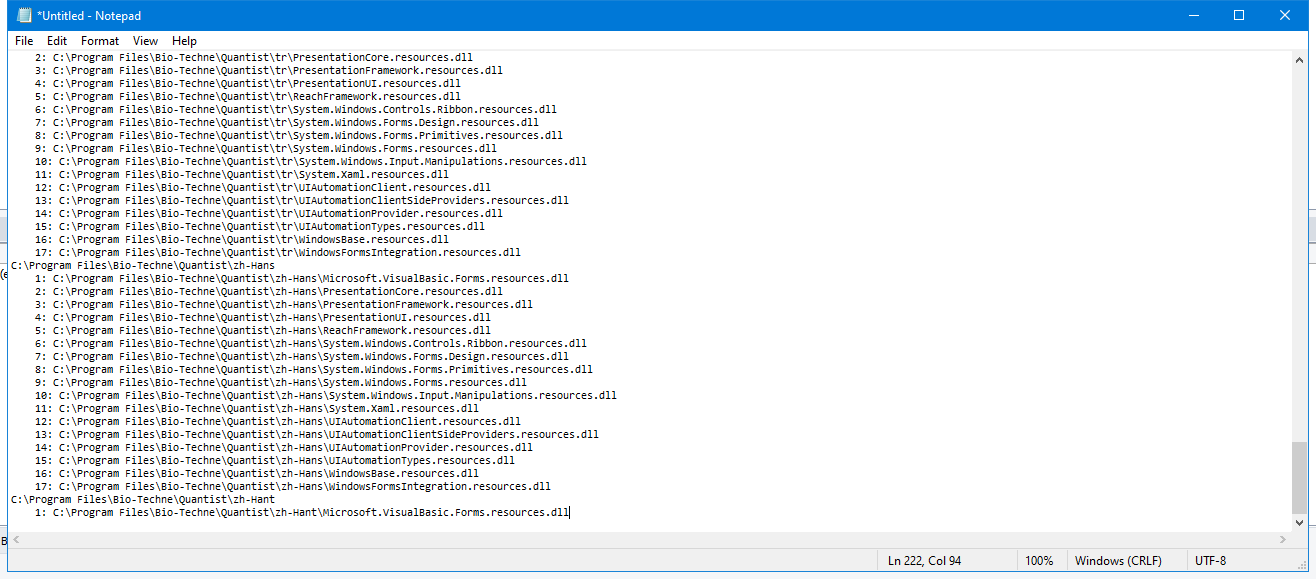 *Untitled - Notepad
File Edit Format View Help
2: C:\Program Files\Bio-Techne\Quantist\tr\PresentationCore.resources.dll
3: C:\Program Files\Bio-Techne\Quantist\tr\PresentationFramework.resources.dll
4: C:\Program Files\Bio-Techne\Quantist\tr\PresentationUI.resources.dll
5: C:\Program Files\Bio-Techne\Quantist\tr\ReachFramework.resources.dll
6: C:\Program Files\Bio-Techne\Quantist\tr\System.Windows.Controls.Ribbon.resources.dll
7: C:\Program Files\Bio-Techne\Quantist\tr\System.Windows.Forms.Design.resources.dll
8: C:\Program Files\Bio-Techne\Quantist\tr\System.Windows.Forms.Primitives.resources.dll
9: C:\Program Files\Bio-Techne\Quantist\tr\System.Windows.Forms.resources.dll
10: C:\Program Files\Bio-Techne\Quantist\tr\System.Windows.Input.Manipulations.resources.dll
11: C:\Program Files\Bio-Techne\Quantist\tr\System.Xaml.resources.dll
12: C:\Program Files\Bio-Techne\Quantist\tr\UIAutomationClient.resources.dll
13: C:\Program Files\Bio-Techne\Quantist\tr\UIAutomationClientSideProviders.resources.dll
14: C:\Program Files\Bio-Techne\Quantist\tr\UIAutomationProvider.resources.dll
15: C:\Program Files\Bio-Techne\Quantist\tr\UIAutomationTypes.resources.dll
16: C:\Program Files\Bio-Techne\Quantist\tr\WindowsBase.resources.dll
17: C:\Program Files\Bio-Techne\Quantist\tr\WindowsFormsIntegration.resources.dll
C:\Program Files\Bio-Techne\Quantist\zh-Hans
1: C:\Program Files\Bio-Techne\Quantist\zh-Hans\Microsoft.VisualBasic.Forms.resources.dll
2: C:\Program Files\Bio-Techne\Quantist\zh-Hans\PresentationCore.resources.dll
3: C:\Program Files\Bio-Techne\Quantist\zh-Hans\PresentationFramework.resources.dll
4: C:\Program Files\Bio-Techne\Quantist\zh-Hans\PresentationUI.resources.dll
5: C:\Program Files\Bio-Techne\Quantist\zh-Hans\ReachFramework.resources.dll
6: C:\Program Files\Bio-Techne\Quantist\zh-Hans\System.Windows.Controls.Ribbon.resources.dll
7: C:\Program Files\Bio-Techne\Quantist\zh-Hans\System.Windows.Forms.Design.resources.dll
8: C:\Program Files\Bio-Techne\Quantist\zh-Hans\System.Windows.Forms.Primitives.resources.dll
9: C:\Program Files\Bio-Techne\Quantist\zh-Hans\System.Windows.Forms.resources.dll
10: C:\Program Files\Bio-Techne\Quantist\zh-Hans\System.Windows.Input.Manipulations.resources.dll
11: C:\Program Files\Bio-Techne\Quantist\zh-Hans\System.Xaml.resources.dll
12: C:\Program Files\Bio-Techne\Quantist\zh-Hans\UIAutomationClient.resources.dll
13: C:\Program Files\Bio-Techne\Quantist\zh-Hans\UIAutomationClientSideProviders.resources.dll
14: C:\Program Files\Bio-Techne\Quantist\zh-Hans\UIAutomationProvider.resources.dll
15: C:\Program Files\Bio-Techne\Quantist\zh-Hans\UIAutomationTypes.resources.dll
16: C:\Program Files\Bio-Techne\Quantist\zh-Hans\WindowsBase.resources.dll
17: C:\Program Files\Bio-Techne\Quantist\zh-Hans\WindowsFormsIntegration.resources.dll
C:\Program Files\Bio-Techne\Quantist\zh-Hant
1: C:\Program Files\Bio-Techne\Quantist\zh-Hant\Microsoft.VisualBasic.Forms.resources.dll
Ln 222, Col 94 100% Windows (CRLF) UTF-8